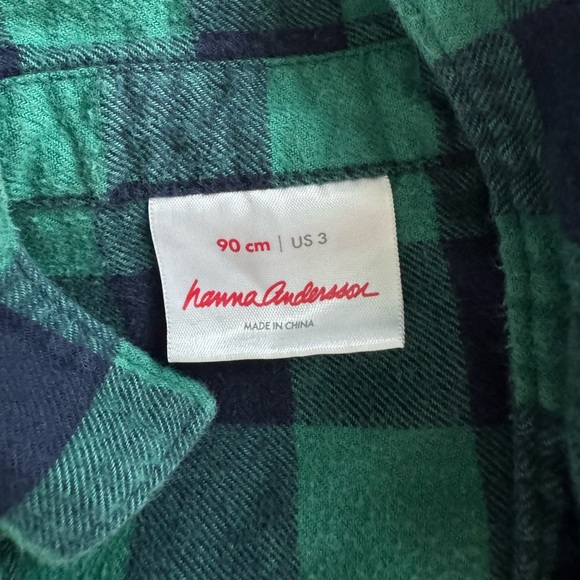 90 cm | US 3
hanna andersson
MADE IN CHINA